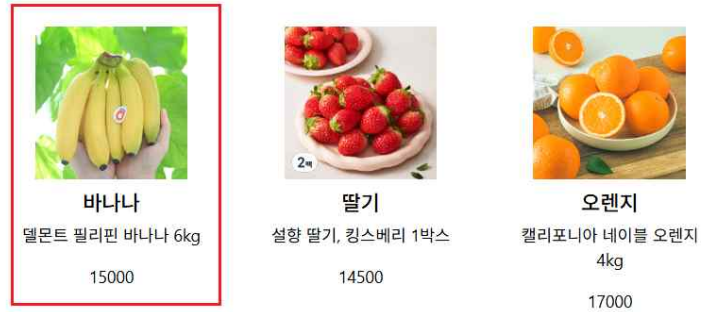 2팩
바나나
델몬트 필리핀 바나나 6kg
15000
딸기
설향 딸기, 킹스베리 1박스
14500
오렌지
캘리포니아 네이블 오렌지
4kg
17000